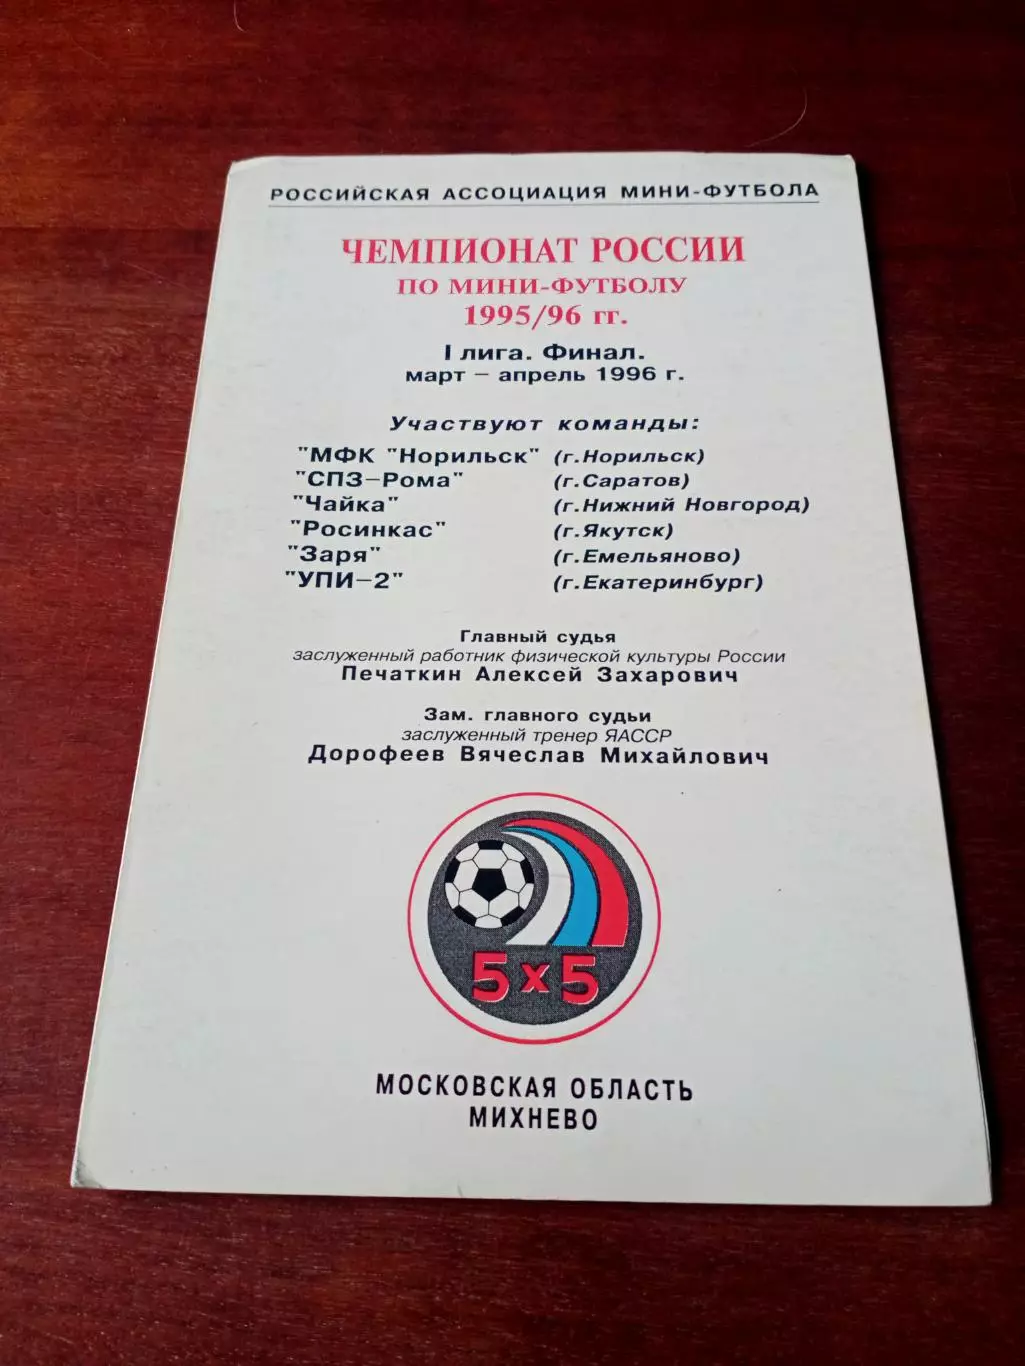 РОССИЙСКАЯ АССОЦИАЦИЯ МИНИ-ФУТБОЛА
ЧЕМПИОНАТ РОССИИ
ПО МИНИ-ФУТБОЛУ
1995/96 гг.
I лига. Финал.
март - апрель 1996 г.
Участвуют команды:
"МФК "Норильск" (г.Норильск)
"СПЗ-Рома" (г.Саратов)
"Чайка" (г.Нижний Новгород)
"Росинкас" (г.Якутск)
"Заря" (г.Емельяново)
"УПИ-2" (г.Екатеринбург)
Главный судья
заслуженный работник физической культуры России
Печаткин Алексей Захарович
Зам. главного судьи
заслуженный тренер ЯАССР
Дорофеев Вячеслав Михайлович
5x5
МОСКОВСКАЯ ОБЛАСТЬ
МИХНЕВО